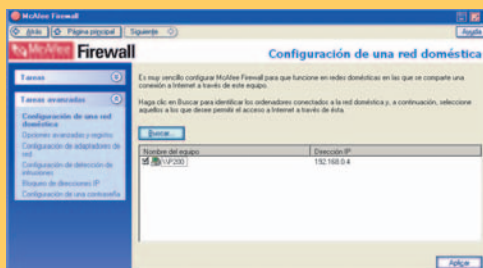 McAfee Firewall
Atrás Página principal Siguiente Ayuda
McAfee Firewall
Configuración de una red doméstica
Tareas
Tareas avanzadas
Configuración de una red
doméstica
Opciones avanzadas y registro
Configuración de adaptadores de
red
Configuración de detección de
intrusiones
Bloqueo de direcciones IP
Configuración de una contraseña
Es muy sencillo configurar McAfee Firewall para que funcione en redes domésticas en las que se comparte una
conexión a Internet a través de este equipo.
Haga clic en Buscar para identificar los ordenadores conectados a la red doméstica y, a continuación, seleccione
aquellos a los que desee permitir el acceso a Internet a través de ésta.
Buscar...
Nombre del equipo Dirección IP
\\P200 192.168.0.4
Aplicar